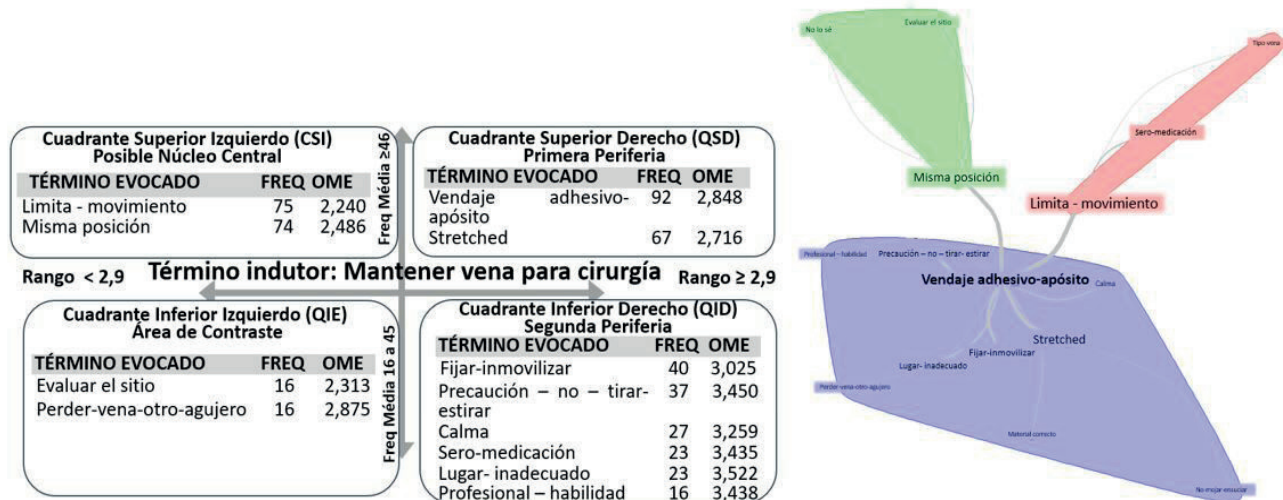 Cuadrante Superior Izquierdo (CSI)
Posible Núcleo Central
TÉRMINO EVOCADO FREQ OME
Limita - movimiento 75 2,240
Misma posición 74 2,486
Freq Média ≥46
Cuadrante Superior Derecho (QSD)
Primera Periferia
TÉRMINO EVOCADO FREQ OME
Vendaje adhesivo- 92 2,848
apósito
Stretched 67 2,716
Rango < 2,9 Término indutor: Mantener vena para cirurgía Rango ≥ 2,9
Cuadrante Inferior Izquierdo (QIE)
Área de Contraste
TÉRMINO EVOCADO FREQ OME
Evaluar el sitio 16 2,313
Perder-vena-otro-agujero 16 2,875
Freq Média 16 a 45
Cuadrante Inferior Derecho (QID)
Segunda Periferia
TÉRMINO EVOCADO FREQ OME
Fijar-inmovilizar 40 3,025
Precaución – no – tirar- 37 3,450
estirar
Calma 27 3,259
Sero-medicación 23 3,435
Lugar- inadecuado 23 3,522
Profesional – habilidad 16 3,438
No lo sé
Evaluar el sitio
Tipo vena
Sero-medicación
Misma posición
Limita - movimiento
Profesional – habilidad
Precaución – no – tirar- estirar
Vendaje adhesivo-apósito
Calma
Stretched
Fijar-inmovilizar
Lugar- inadecuado
Perder-vena-otro-agujero
Material correcto
No-mojar-ensuciar